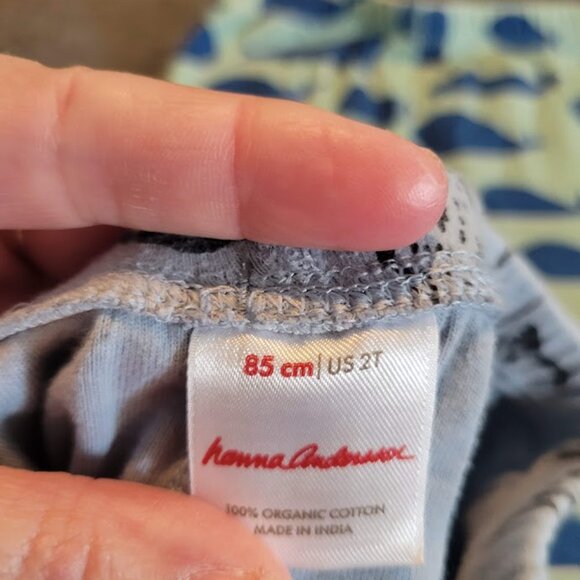 85 cm | US 2T
hanna andersson
100% ORGANIC COTTON
MADE IN INDIA